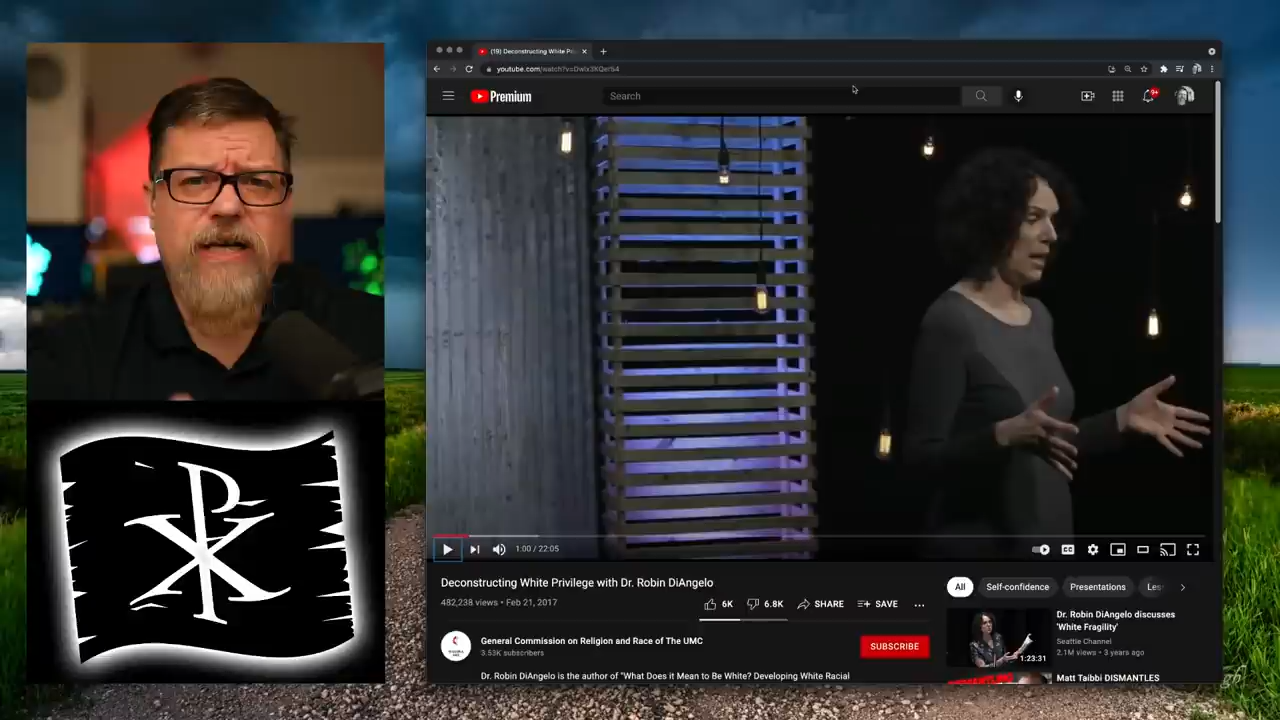 (19) Deconstructing White Pri
youtube.com/watch?v=DwIx3KQer54
Premium
Search
9+
1:00 / 22:05
CC
Deconstructing White Privilege with Dr. Robin DiAngelo
482,238 views • Feb 21, 2017
6K
6.8K
SHARE
SAVE
General Commission on Religion and Race of The UMC
3.53K subscribers
SUBSCRIBE
Dr. Robin DiAngelo is the author of "What Does it Mean to Be White? Developing White Racial
All
Self-confidence
Presentations
Les
Dr. Robin DiAngelo discusses
'White Fragility'
Seattle Channel
2.1M views • 3 years ago
1:23:31
Matt Taibbi DISMANTLES